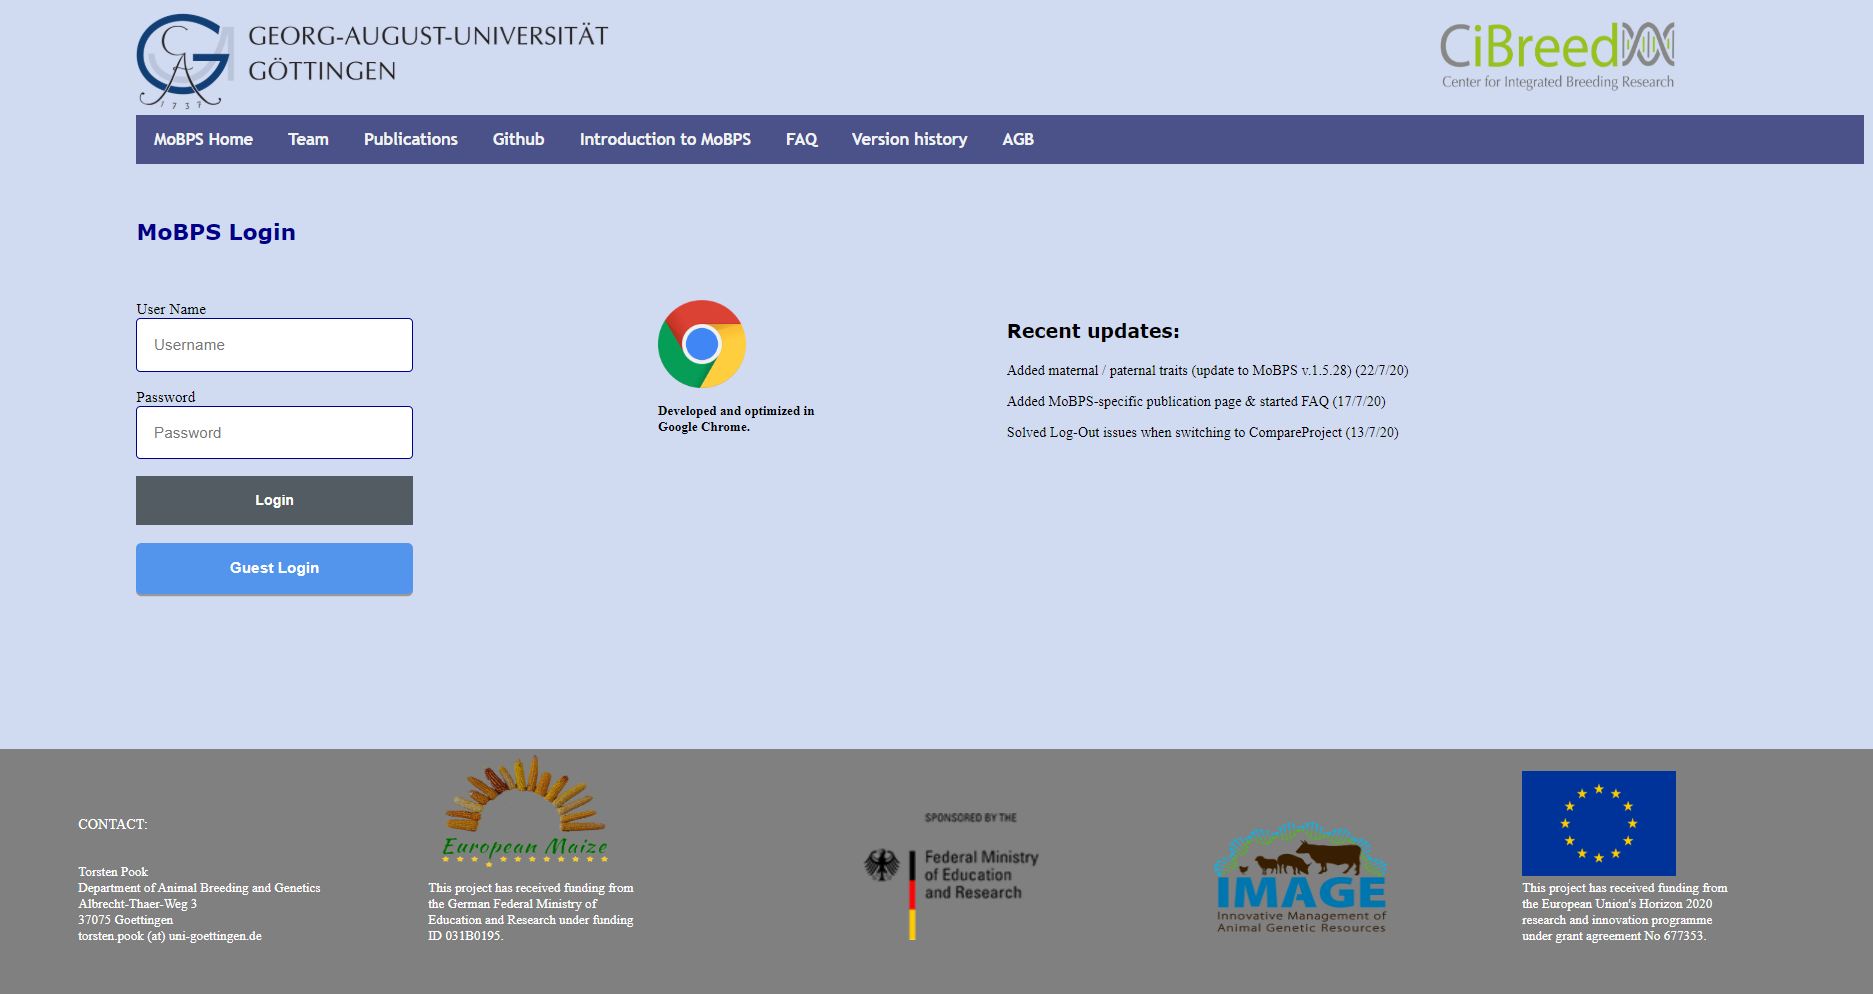 GEORG-AUGUST-UNIVERSITÄT
GÖTTINGEN
1737
CiBreed
Center for Integrated Breeding Research
MoBPS Home
Team
Publications
Github
Introduction to MoBPS
FAQ
Version history
AGB
MoBPS Login
User Name
Username
Password
Password
Login
Guest Login
Developed and optimized in
Google Chrome.
Recent updates:
Added maternal / paternal traits (update to MoBPS v.1.5.28) (22/7/20)
Added MoBPS-specific publication page & started FAQ (17/7/20)
Solved Log-Out issues when switching to CompareProject (13/7/20)
CONTACT:
Torsten Pook
Department of Animal Breeding and Genetics
Albrecht-Thaer-Weg 3
37075 Goettingen
torsten.pook (at) uni-goettingen.de
European Maize
This project has received funding from
the German Federal Ministry of
Education and Research under funding
ID 031B0195.
SPONSORED BY THE
Federal Ministry
of Education
and Research
IMAGE
Innovative Management of
Animal Genetic Resources
This project has received funding from
the European Union's Horizon 2020
research and innovation programme
under grant agreement No 677353.